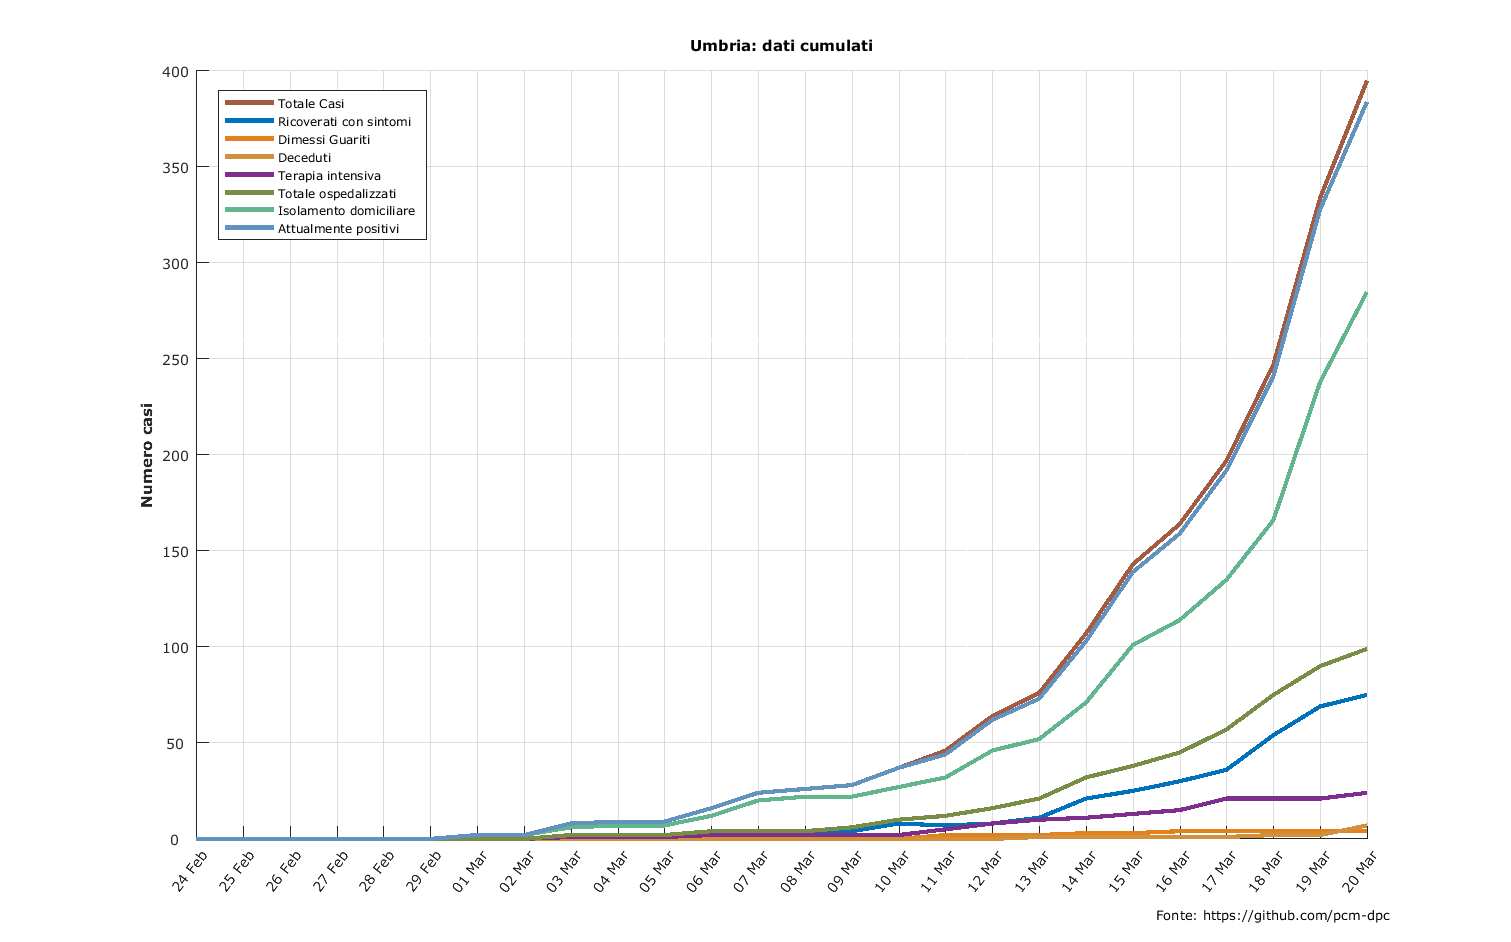 Umbria: dati cumulati
400
350
300
250
200
150
100
50
0
Numero casi
Totale Casi
Ricoverati con sintomi
Dimessi Guariti
Deceduti
Terapia intensiva
Totale ospedalizzati
Isolamento domiciliare
Attualmente positivi
24 Feb
25 Feb
26 Feb
27 Feb
28 Feb
29 Feb
01 Mar
02 Mar
03 Mar
04 Mar
05 Mar
06 Mar
07 Mar
08 Mar
09 Mar
10 Mar
11 Mar
12 Mar
13 Mar
14 Mar
15 Mar
16 Mar
17 Mar
18 Mar
19 Mar
20 Mar
Fonte: https://github.com/pcm-dpc